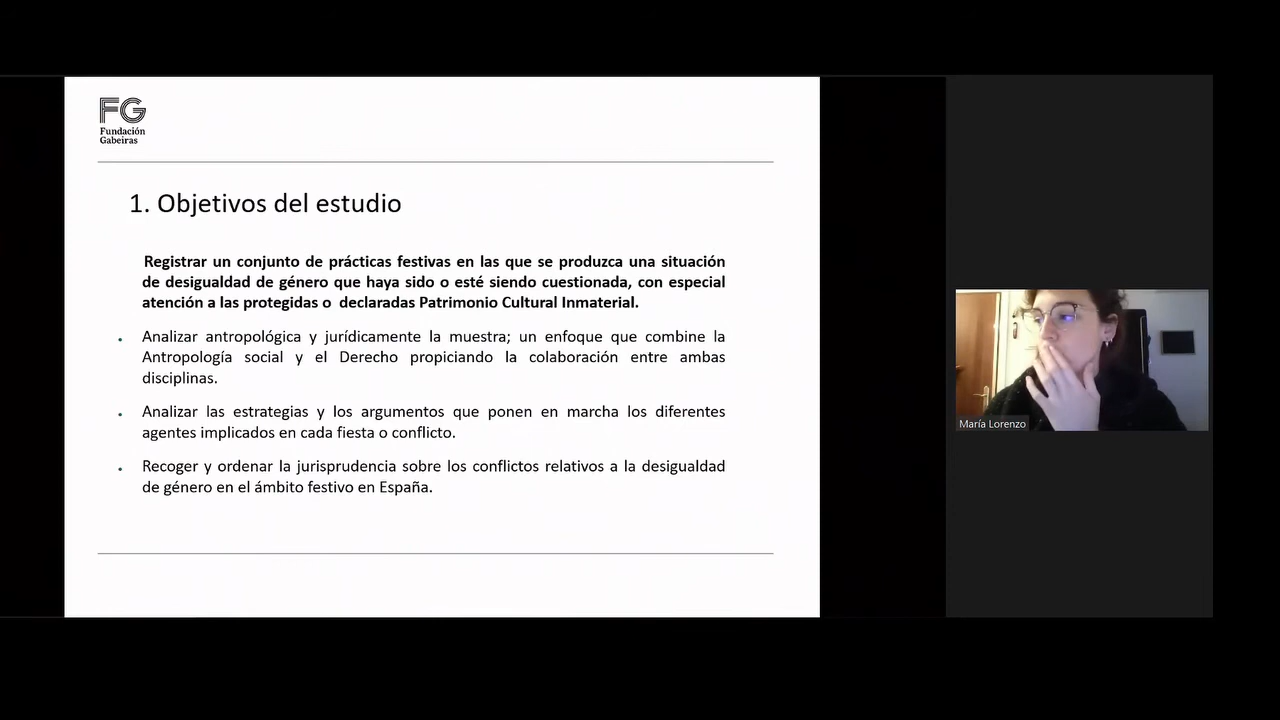 FG
Fundación
Gabeiras
1. Objetivos del estudio
Registrar un conjunto de prácticas festivas en las que se produzca una situación
de desigualdad de género que haya sido o esté siendo cuestionada, con especial
atención a las protegidas o declaradas Patrimonio Cultural Inmaterial.
Analizar antropológica y jurídicamente la muestra; un enfoque que combine la
Antropología social y el Derecho propiciando la colaboración entre ambas
disciplinas.
Analizar las estrategias y los argumentos que ponen en marcha los diferentes
agentes implicados en cada fiesta o conflicto.
Recoger y ordenar la jurisprudencia sobre los conflictos relativos a la desigualdad
de género en el ámbito festivo en España.
María Lorenzo